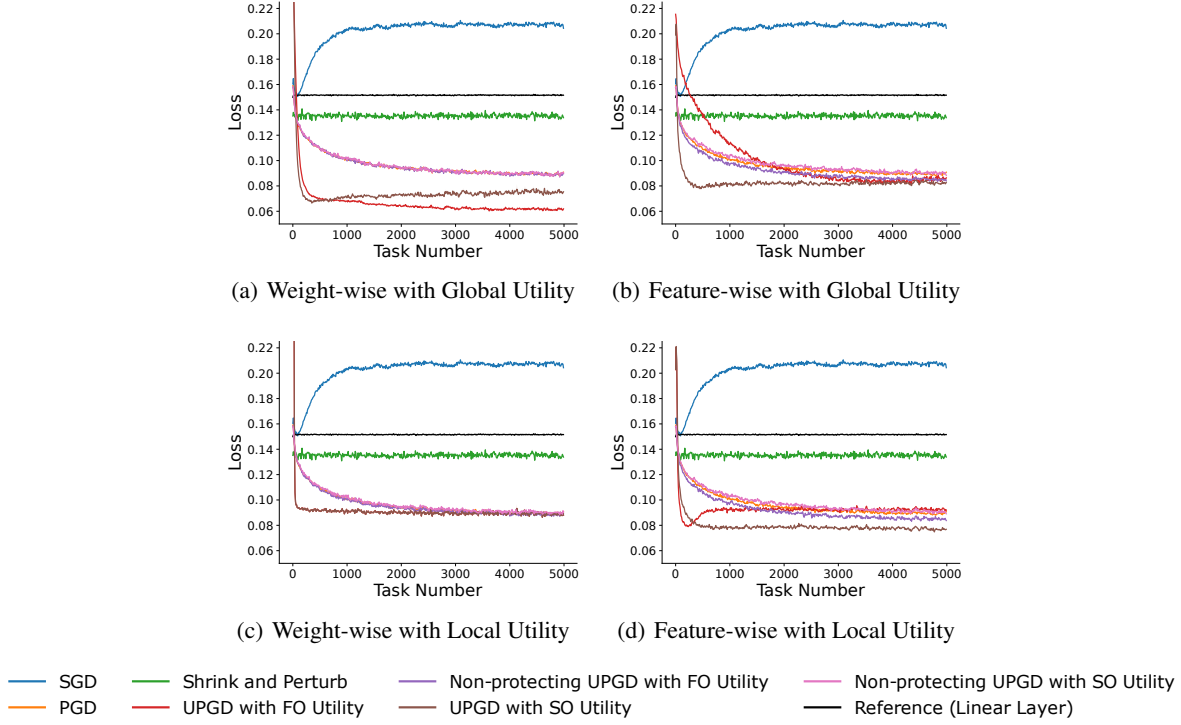 0.22
0.20
0.18
0.16
0.14
0.12
0.10
0.08
0.06
Loss
0 1000 2000 3000 4000 5000
Task Number
(a) Weight-wise with Global Utility
0.22
0.20
0.18
0.16
0.14
0.12
0.10
0.08
0.06
Loss
0 1000 2000 3000 4000 5000
Task Number
(b) Feature-wise with Global Utility
0.22
0.20
0.18
0.16
0.14
0.12
0.10
0.08
0.06
Loss
0 1000 2000 3000 4000 5000
Task Number
(c) Weight-wise with Local Utility
0.22
0.20
0.18
0.16
0.14
0.12
0.10
0.08
0.06
Loss
0 1000 2000 3000 4000 5000
Task Number
(d) Feature-wise with Local Utility
SGD Shrink and Perturb Non-protecting UPGD with FO Utility Non-protecting UPGD with SO Utility
PGD UPGD with FO Utility UPGD with SO Utility Reference (Linear Layer)